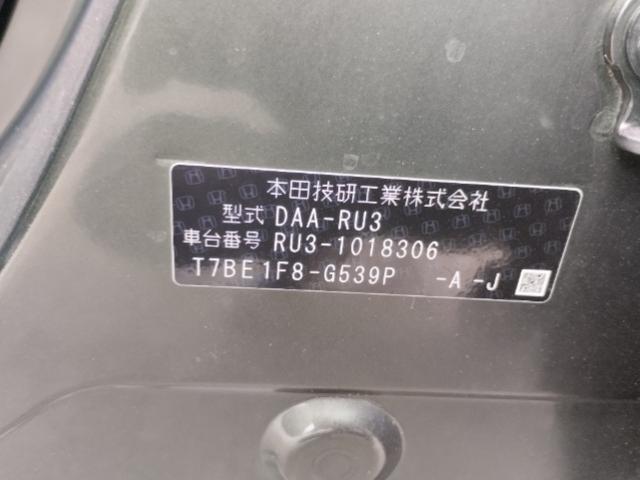 本田技研工業株式会社
型式 DAA-RU3
車台番号 RU3-1018306
T7BE1F8-G539P -A -J